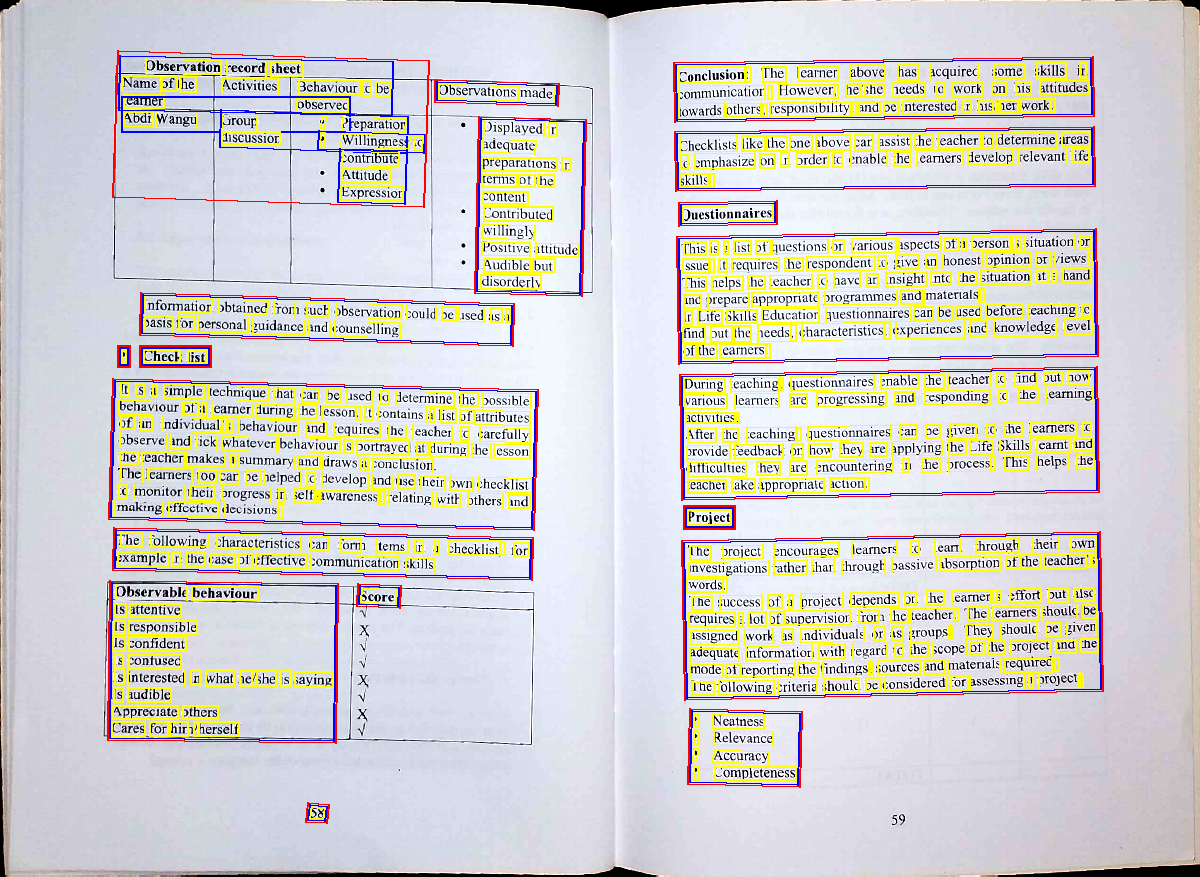 Observation record sheet
Name of the learner
Activities
Behaviour to be observed
Observations made
Abdi Wangu
Group discussion
• Preparation
• Willingness to contribute
• Attitude
• Expression
• Displayed in adequate preparations in terms of the content
• Contributed willingly
• Positive attitude
• Audible but disorderly
Information obtained from such observation could be used as a
basis for personal guidance and counselling
• Check list
It is a simple technique that can be used to determine the possible
behaviour of a learner during the lesson. It contains a list of attributes
of an individual's behaviour and requires the teacher to carefully
observe and tick whatever behaviour is portrayed at during the lesson
the teacher makes a summary and draws a conclusion.
The learners too can be helped to develop and use their own checklist
to monitor their progress in self awareness, relating with others and
making effective decisions
The following characteristics can form items in a checklist, for
example in the case of effective communication skills
Observable behaviour Score
Is attentive √
Is responsible X
Is confident √
Is confused √
Is interested in what he/she is saying X
Is audible √
Appreciate others X
Cares for him/herself √
58
Conclusion: The learner above has acquired some skills in
communication. However, he/she needs to work on his attitudes
towards others, responsibility, and be interested in his/her work.
Checklists like the one above can assist the teacher to determine areas
to emphasize on in order to enable the learners develop relevant life
skills
Questionnaires
This is a list of questions on various aspects of a person's situation or
issue. It requires the respondent to give an honest opinion or views.
This helps the teacher to have an insight into the situation at a hand
and prepare appropriate programmes and materials.
In Life Skills Education questionnaires can be used before teaching to
find out the needs, characteristics, experiences and knowledge level
of the learners.
During teaching questionnaires enable the teacher to find out how
various learners are progressing and responding to the learning
activities.
After the teaching, questionnaires can be given to the learners to
provide feedback on how they are applying the Life Skills learnt and
difficulties they are encountering in the process. This helps the
teacher take appropriate action.
Project
The project encourages learners to learn through their own
investigations rather than through passive absorption of the teacher's
words.
The success of a project depends on the learner's effort but also
requires a lot of supervision from the teacher. The learners should be
assigned work as individuals or as groups. They should be given
adequate information with regard to the scope of the project and the
mode of reporting the findings, sources and materials required.
The following criteria should be considered for assessing a project
• Neatness
• Relevance
• Accuracy
• Completeness
59